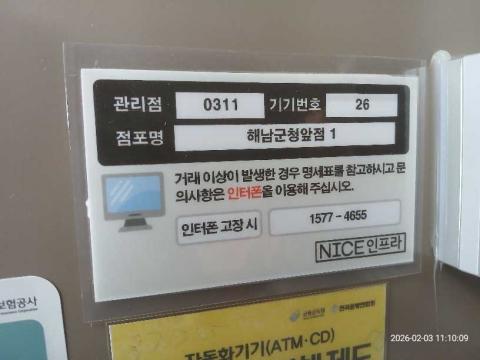 관리점 0311 기기번호 26
점포명 해남군청앞점 1
거래 이상이 발생한 경우 명세표를 참고하시고 문
의사항은 인터폰을 이용해 주십시오.
인터폰 고장 시 1577-4655
NICE인프라
보험공사
자동화기기(ATM·CD)
2026-02-03 11:10:09